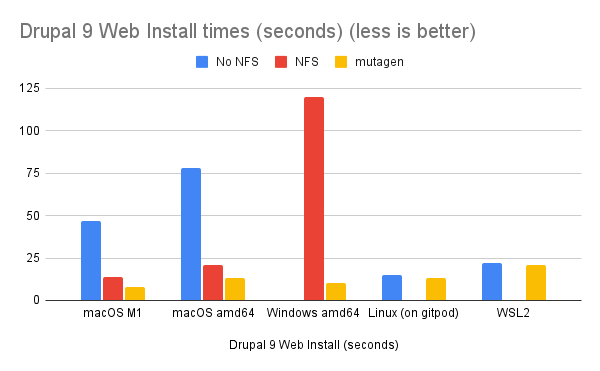 Drupal 9 Web Install times (seconds) (less is better)
No NFS NFS mutagen
125
100
75
50
25
0
macOS M1 macOS amd64 Windows amd64 Linux (on gitpod) WSL2
Drupal 9 Web Install (seconds)